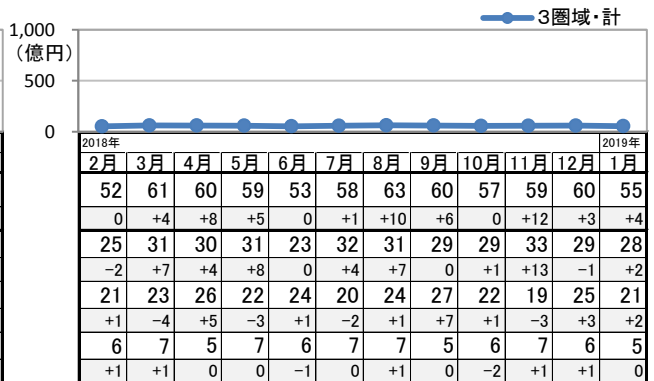 3圏域・計
1,000
（億円）
500
0
2018年 2019年
2月 3月 4月 5月 6月 7月 8月 9月 10月 11月 12月 1月
52 61 60 59 53 58 63 60 57 59 60 55
0 +4 +8 +5 0 +1 +10 +6 0 +12 +3 +4
25 31 30 31 23 32 31 29 29 33 29 28
−2 +7 +4 +8 0 +4 +7 0 +1 +13 −1 +2
21 23 26 22 24 20 24 27 22 19 25 21
+1 −4 +5 −3 +1 −2 +1 +7 +1 −3 +3 +2
6 7 5 7 6 7 7 5 6 7 6 5
+1 +1 0 0 −1 0 +1 0 −2 +1 +1 0